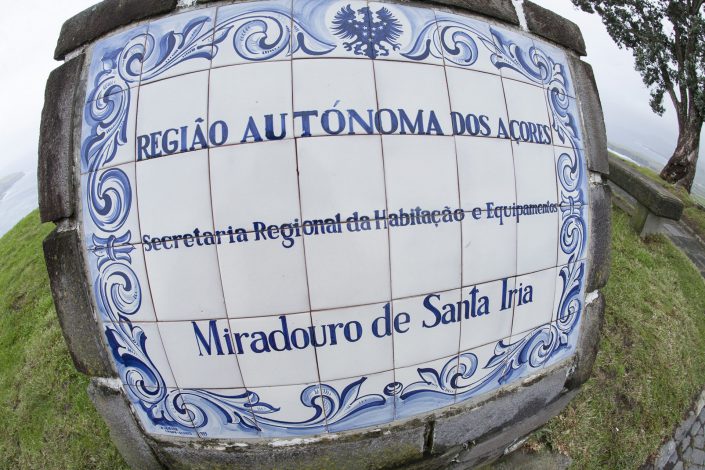 REGIÃO AUTÓNOMA DOS AÇORES
Secretaria Regional da Habitação e Equipamentos
Miradouro de Santa Iria